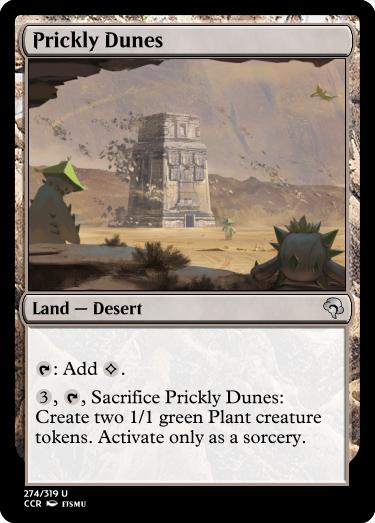 Prickly Dunes
Land — Desert
: Add .
3, , Sacrifice Prickly Dunes:
Create two 1/1 green Plant creature
tokens. Activate only as a sorcery.
274/319 U
CCR